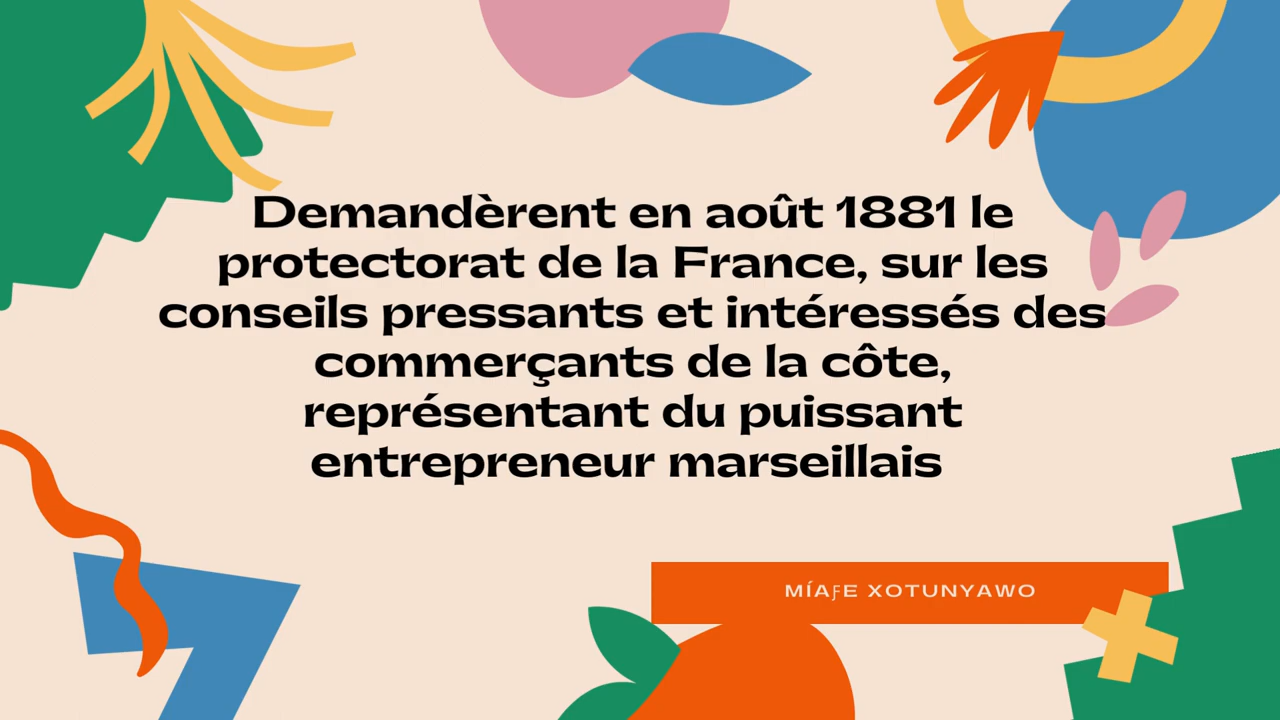 Demandèrent en août 1881 le
protectorat de la France, sur les
conseils pressants et intéressés des
commerçants de la côte,
représentant du puissant
entrepreneur marseillais
MÍAƑE XOTUNYAWO